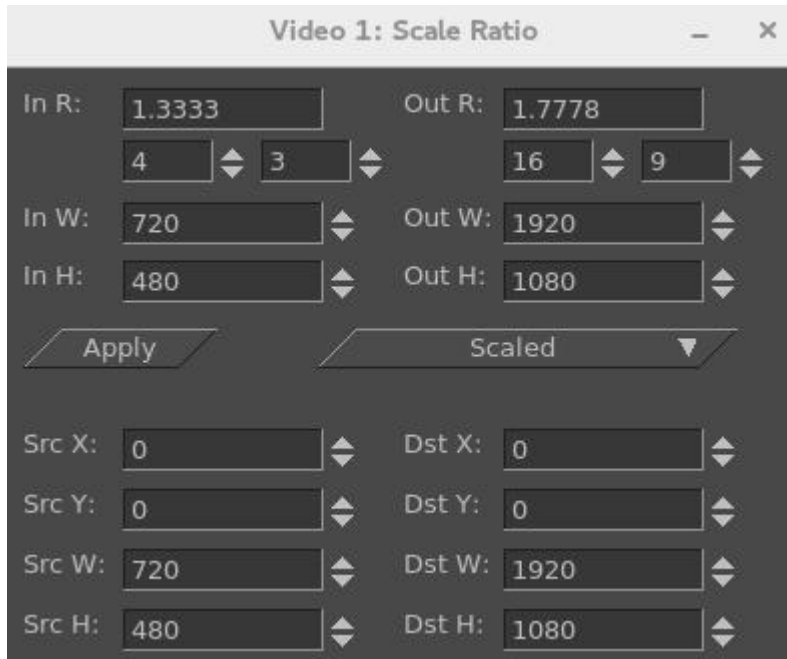 Video 1: Scale Ratio
In R: 1.3333 Out R: 1.7778
4 3 16 9
In W: 720 Out W: 1920
In H: 480 Out H: 1080
Apply Scaled
Src X: 0 Dst X: 0
Src Y: 0 Dst Y: 0
Src W: 720 Dst W: 1920
Src H: 480 Dst H: 1080